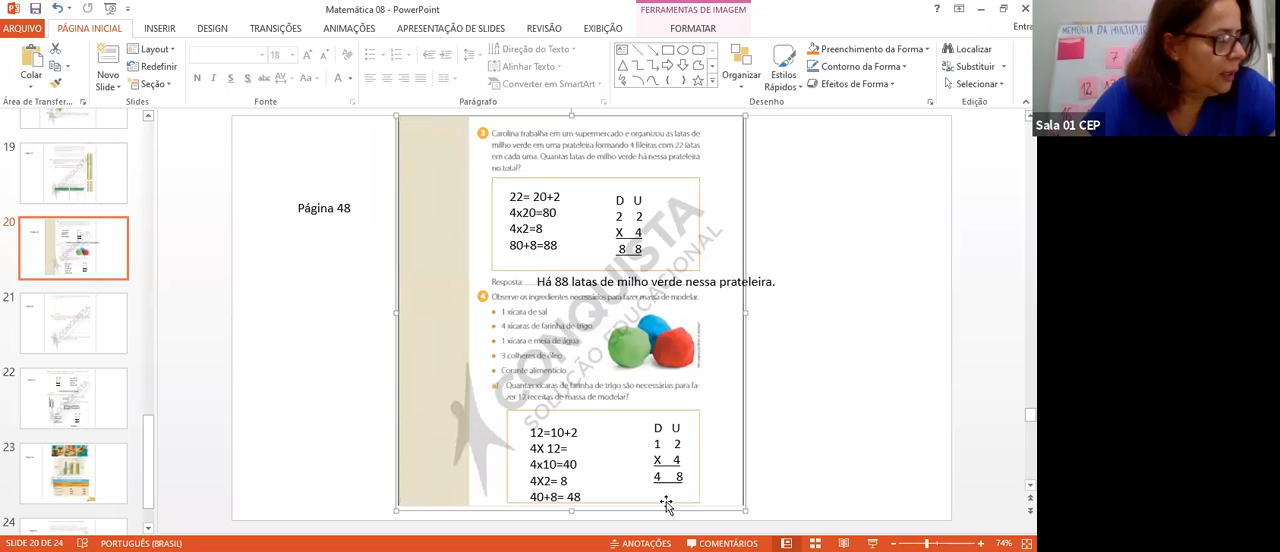 Matemática 08 - PowerPoint
FERRAMENTAS DE IMAGEM
ARQUIVO
PÁGINA INICIAL
INSERIR
DESIGN
TRANSIÇÕES
ANIMAÇÕES
APRESENTAÇÃO DE SLIDES
REVISÃO
EXIBIÇÃO
FORMATAR
Entra
Colar
Novo
Slide
Layout
Redefinir
Seção
18
N I S abc AV Aa A
Direção do Texto
Alinhar Texto
Converter em SmartArt
Organizar
Estilos
Rápidos
Preenchimento da Forma
Contorno da Forma
Efeitos de Forma
Localizar
Substituir
Selecionar
Área de Transfer...
Slides
Fonte
Parágrafo
Desenho
Edição
19
20
21
22
23
24
Página 48
3 Carolina trabalha em um supermercado e organizou as latas de
milho verde em uma prateleira formando 4 fileiras com 22 latas
em cada uma. Quantas latas de milho verde há nessa prateleira
no total?
22= 20+2
4x20=80
4x2=8
80+8=88
D U
2 2
X 4
8 8
Resposta: Há 88 latas de milho verde nessa prateleira.
4 Observe os ingredientes necessários para fazer massa de modelar.
1 xícara de sal
4 xícaras de farinha de trigo
1 xícara e meia de água
3 colheres de óleo
Corante alimentício
a) Quantas xícaras de farinha de trigo são necessárias para fa-
zer 12 receitas de massa de modelar?
12=10+2
4X 12=
4x10=40
4X2= 8
40+8= 48
D U
1 2
X 4
4 8
CONQUISTA
SOLUÇÃO EDUCACIONAL
MEMÓRIA DA MULTIPLIC
7
12
Sala 01 CEP
SLIDE 20 DE 24
PORTUGUÊS (BRASIL)
ANOTAÇÕES
COMENTÁRIOS
74%